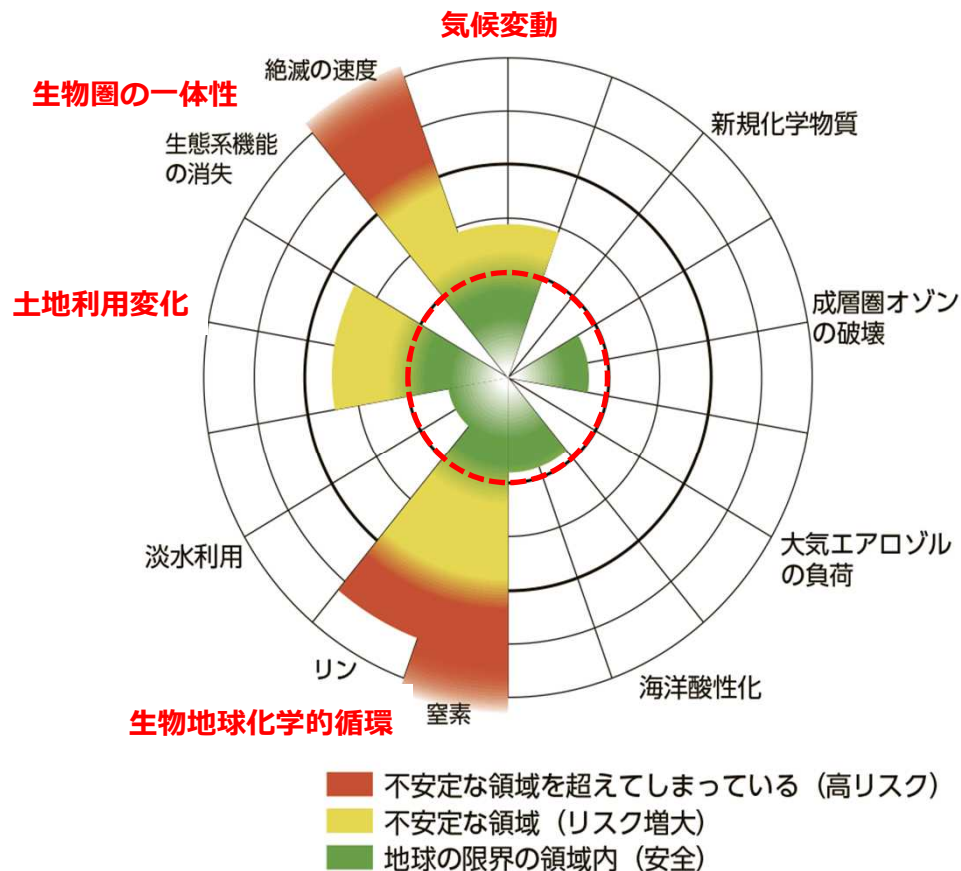 気候変動
絶滅の速度
生物圏の一体性
新規化学物質
生態系機能
の消失
土地利用変化
成層圏オゾン
の破壊
淡水利用
大気エアロゾル
の負荷
リン
海洋酸性化
窒素
生物地球化学的循環
不安定な領域を超えてしまっている（高リスク）
不安定な領域（リスク増大）
地球の限界の領域内（安全）